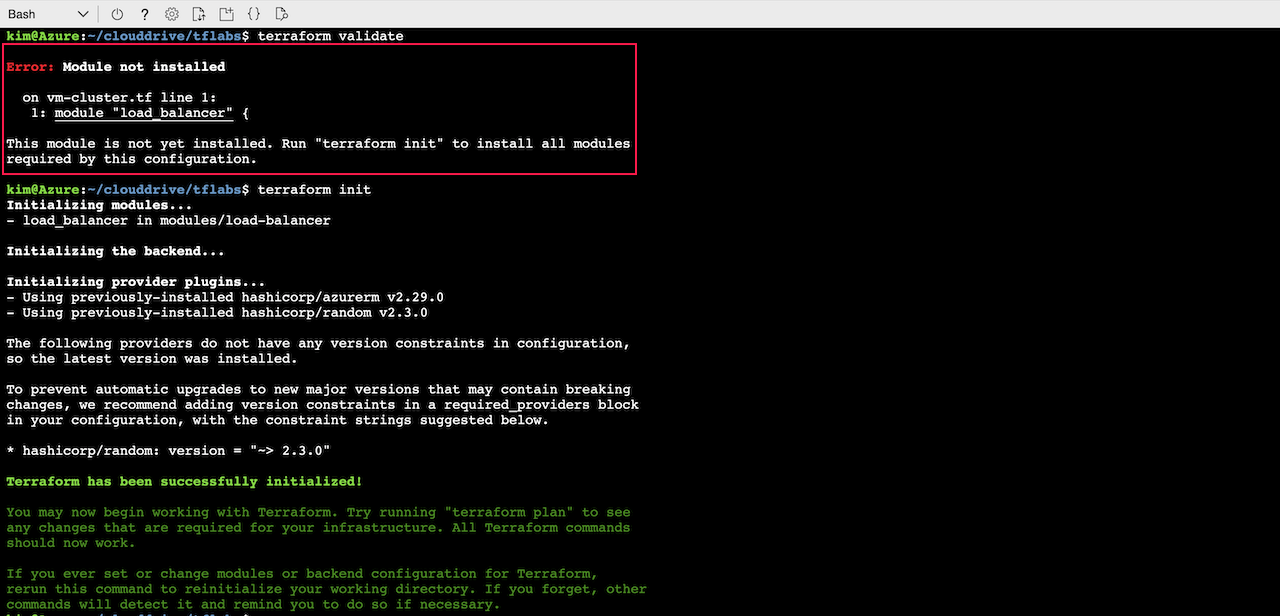 Bash
kim@Azure:~/clouddrive/tflabs$ terraform validate
Error: Module not installed
on vm-cluster.tf line 1:
1: module "load_balancer" {
This module is not yet installed. Run "terraform init" to install all modules
required by this configuration.
kim@Azure:~/clouddrive/tflabs$ terraform init
Initializing modules...
- load_balancer in modules/load-balancer
Initializing the backend...
Initializing provider plugins...
- Using previously-installed hashicorp/azurerm v2.29.0
- Using previously-installed hashicorp/random v2.3.0
The following providers do not have any version constraints in configuration,
so the latest version was installed.
To prevent automatic upgrades to new major versions that may contain breaking
changes, we recommend adding version constraints in a required_providers block
in your configuration, with the constraint strings suggested below.
* hashicorp/random: version = "~> 2.3.0"
Terraform has been successfully initialized!
You may now begin working with Terraform. Try running "terraform plan" to see
any changes that are required for your infrastructure. All Terraform commands
should now work.
If you ever set or change modules or backend configuration for Terraform,
rerun this command to reinitialize your working directory. If you forget, other
commands will detect it and remind you to do so if necessary.